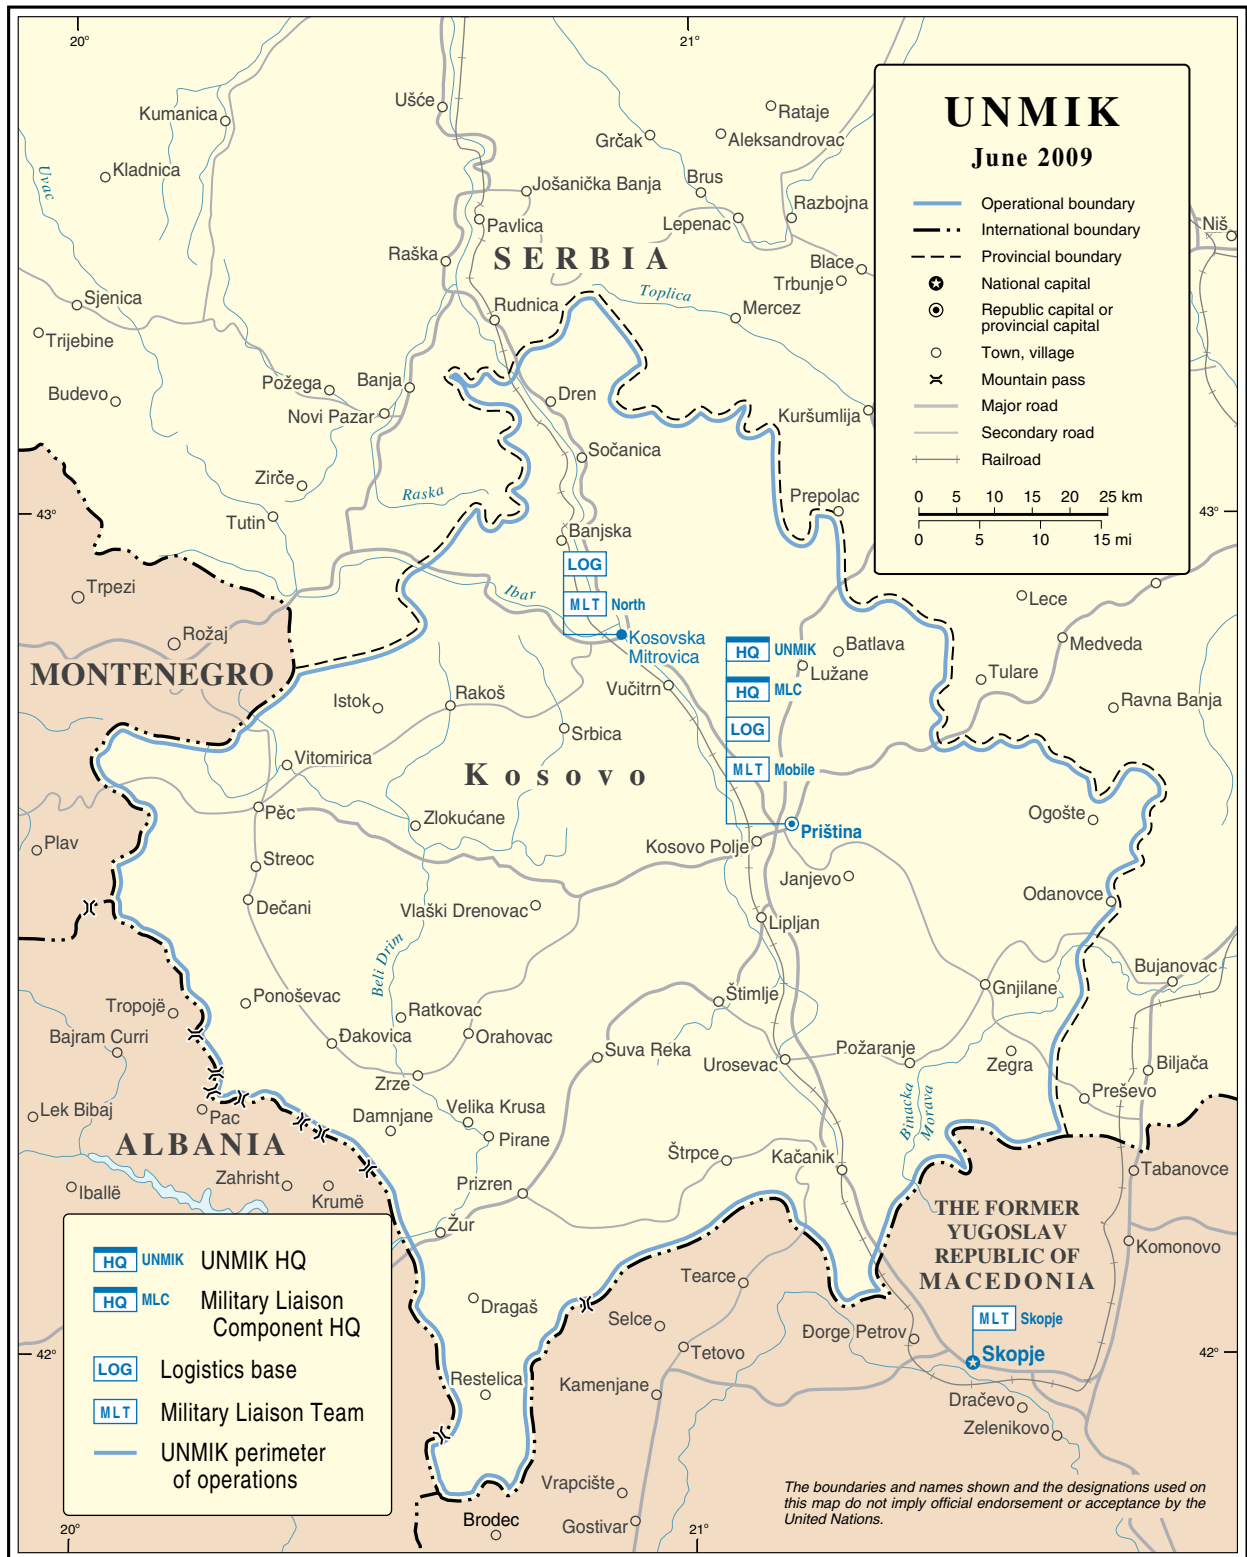 20°
21°
UNMIK
June 2009
Operational boundary
International boundary
Provincial boundary
National capital
Republic capital or
provincial capital
Town, village
Mountain pass
Major road
Secondary road
Railroad
0 5 10 15 20 25 km
0 5 10 15 mi
Kumanica
Ušće
Rataje
Grčak
Aleksandrovac
Kladnica
Uvac
Jošanička Banja
Brus
Pavlica
Lepenac
Razbojna
Niš
Raška
SERBIA
Blace
Trbunje
Sjenica
Rudnica
Toplica
Mercez
Trijebine
Budevo
Požega
Banja
Dren
Novi Pazar
Kuršumlija
Sočanica
Zirče
Raska
Prepolac
43°
43°
Tutin
Banjska
LOG
Trpezi
Ibar
MLT North
Lece
Rožaj
Kosovska
Mitrovica
HQ UNMIK
Batlava
Medveda
MONTENEGRO
Lužane
Tulare
Vučitrn
HQ MLC
Istok
Rakoš
Ravna Banja
Srbica
LOG
Vitomirica
Kosovo
MLT Mobile
Pěc
Zlokućane
Ogošte
Priština
Plav
Kosovo Polje
Streoc
Janjevo
Dečani
Vlaški Drenovac
Odanovce
Lipljan
Beli Drim
Bujanovac
Ponoševac
Štimlje
Gnjilane
Tropojë
Ratkovac
Bajram Curri
Đakovica
Orahovac
Suva Reka
Urosevac
Požaranje
Zegra
Biljača
Zrze
Preševo
Lek Bibaj
Pac
Damnjane
Velika Krusa
Binacka
Morava
ALBANIA
Pirane
Štrpce
Kačanik
Tabanovce
Iballë
Zahrisht
Krumë
Prizren
Žur
THE FORMER
YUGOSLAV
REPUBLIC OF
MACEDONIA
Komonovo
HQ UNMIK UNMIK HQ
HQ MLC Military Liaison
Component HQ
LOG Logistics base
MLT Military Liaison Team
UNMIK perimeter
of operations
Tearce
Dragaš
Selce
MLT Skopje
Đorge Petrov
Skopje
42°
42°
Tetovo
Restelica
Kamenjane
Dračevo
Zelenikovo
Vrapcište
Brodec
Gostivar
The boundaries and names shown and the designations used on
this map do not imply official endorsement or acceptance by the
United Nations.
20°
21°